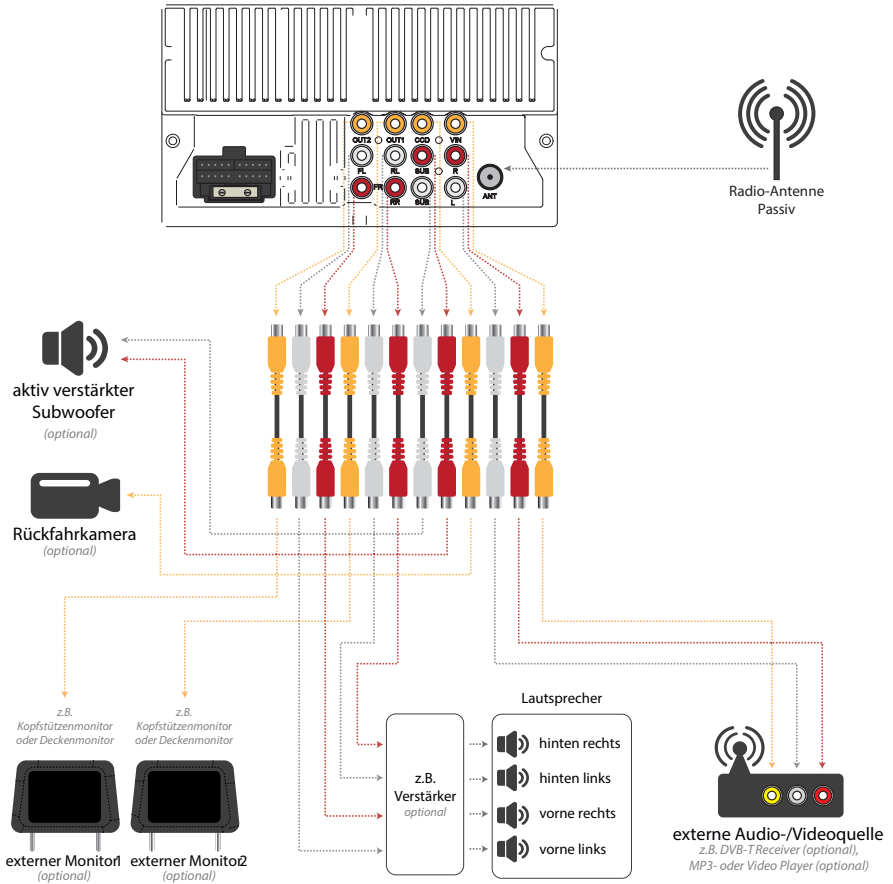 OUT2 OUT1 CCD VIN
FL RL SUB R
FR
RR SUB L
ANT
Radio-Antenne
Passiv
aktiv verstärkter
Subwoofer
(optional)
Rückfahrkamera
(optional)
z.B.
Kopfstützenmonitor
oder Deckenmonitor
z.B.
Kopfstützenmonitor
oder Deckenmonitor
externer Monitor1
(optional)
externer Monitor2
(optional)
z.B.
Verstärker
optional
Lautsprecher
hinten rechts
hinten links
vorne rechts
vorne links
externe Audio-/Videoquelle
z.B. DVB-T Receiver (optional),
MP3- oder Video Player (optional)